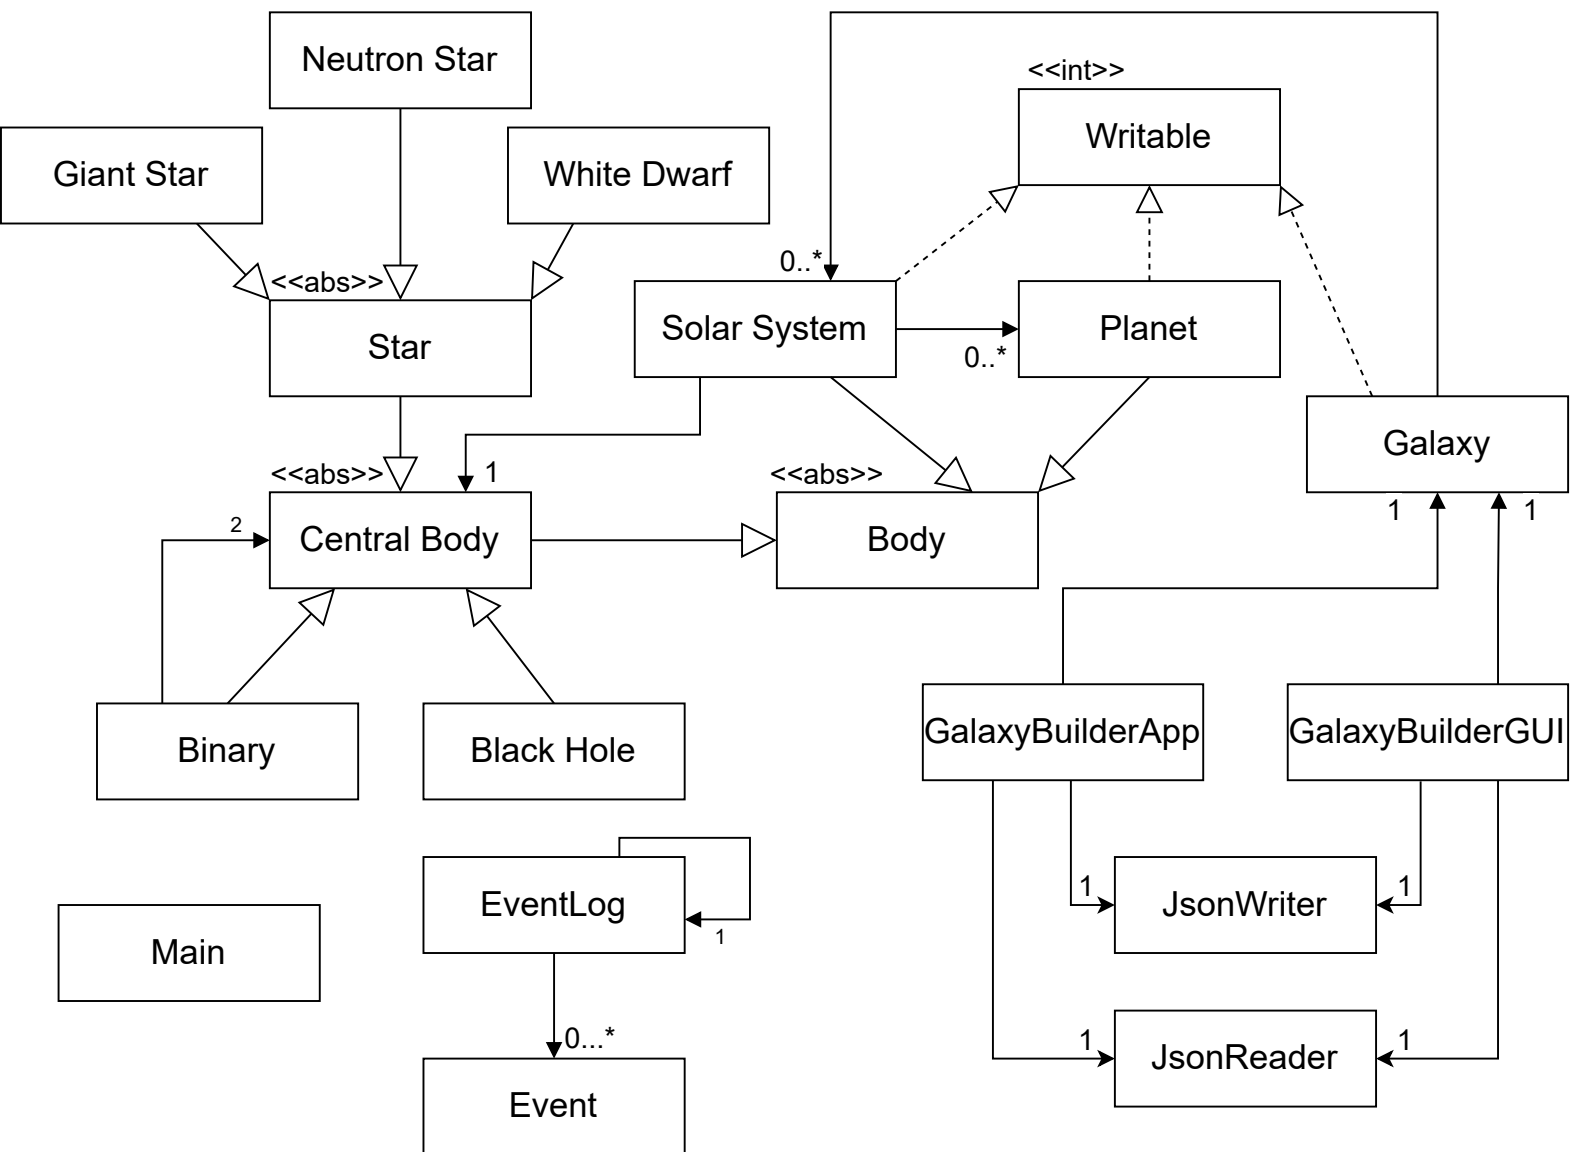 Neutron Star
<<int>>
Writable
Giant Star
White Dwarf
0..*
<<abs>>
Solar System
Planet
Star
0..*
Galaxy
<<abs>>
1
<<abs>>
1
1
2
Central Body
Body
GalaxyBuilderApp
GalaxyBuilderGUI
Binary
Black Hole
1
1
EventLog
JsonWriter
1
Main
0...*
1
1
JsonReader
Event